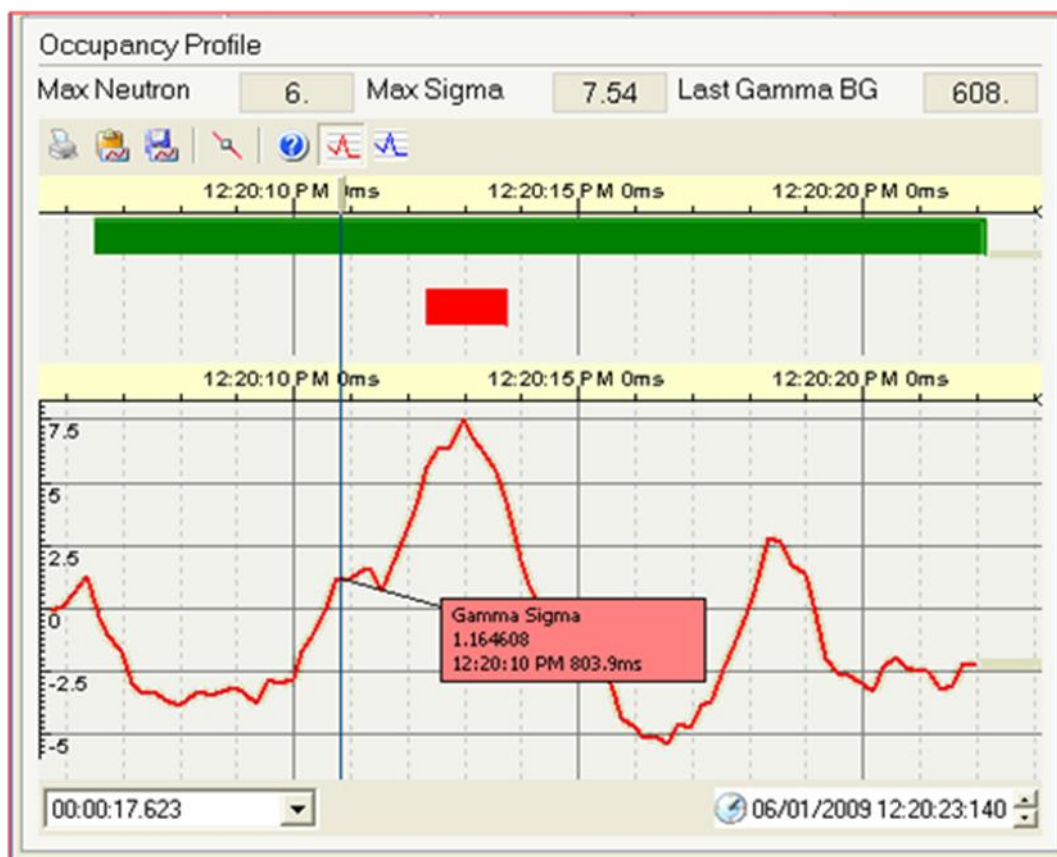 Occupancy Profile
Max Neutron 6. Max Sigma 7.54 Last Gamma BG 608.
12:20:10 PM 0ms 12:20:15 PM 0ms 12:20:20 PM 0ms
12:20:10 PM 0ms 12:20:15 PM 0ms 12:20:20 PM 0ms
7.5
5
2.5
0
-2.5
-5
Gamma Sigma
1.164608
12:20:10 PM 803.9ms
00:00:17.623 06/01/2009 12:20:23:140